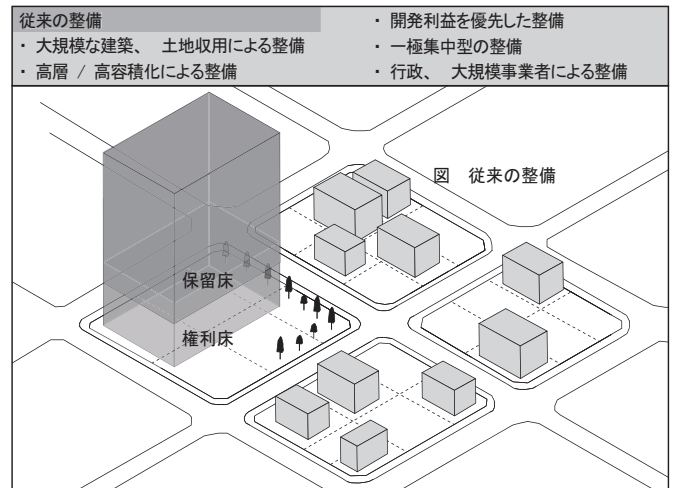 従来の整備
・ 大規模な建築、 土地収用による整備
・ 高層 / 高容積化による整備
・ 開発利益を優先した整備
・ 一極集中型の整備
・ 行政、 大規模事業者による整備
図 従来の整備
保留床
権利床